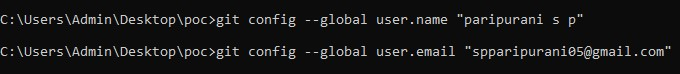 C:\Users\Admin\Desktop\poc>git config --global user.name "paripurani s p"
C:\Users\Admin\Desktop\poc>git config --global user.email "spparipurani05@gmail.com"